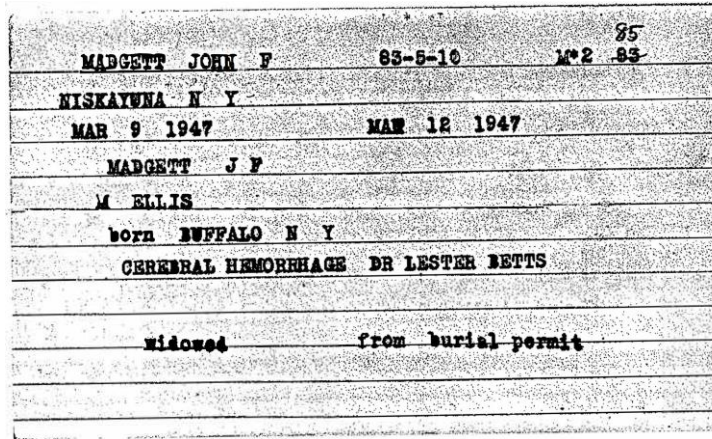 85
MADGETT JOHN F 83-5-10 M*2 83
NISKAYUNA N Y
MAR 9 1947 MAR 12 1947
MADGETT J F
M ELLIS
born BUFFALO N Y
CEREBRAL HEMORRHAGE DR LESTER BETTS
widowed from burial permit